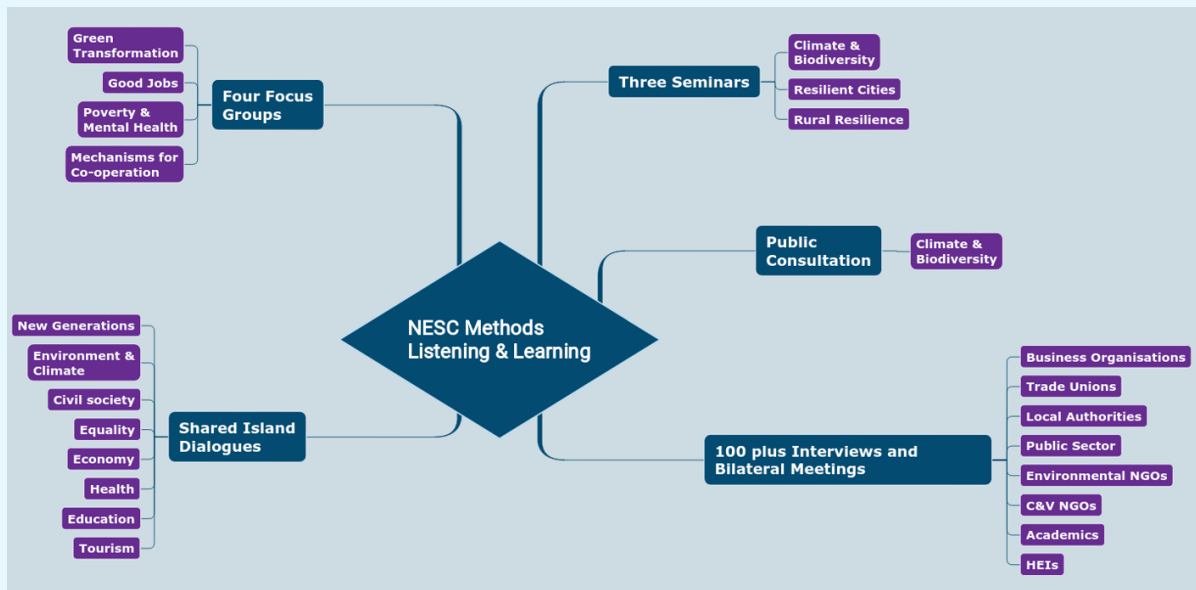 Green
Transformation
Good Jobs
Poverty &
Mental Health
Mechanisms for
Co-operation
Four Focus
Groups
Three Seminars
Climate &
Biodiversity
Resilient Cities
Rural Resilience
Public
Consultation
Climate &
Biodiversity
NESC Methods
Listening & Learning
New Generations
Environment &
Climate
Civil society
Equality
Economy
Health
Education
Tourism
Shared Island
Dialogues
100 plus Interviews and
Bilateral Meetings
Business Organisations
Trade Unions
Local Authorities
Public Sector
Environmental NGOs
C&V NGOs
Academics
HEIs